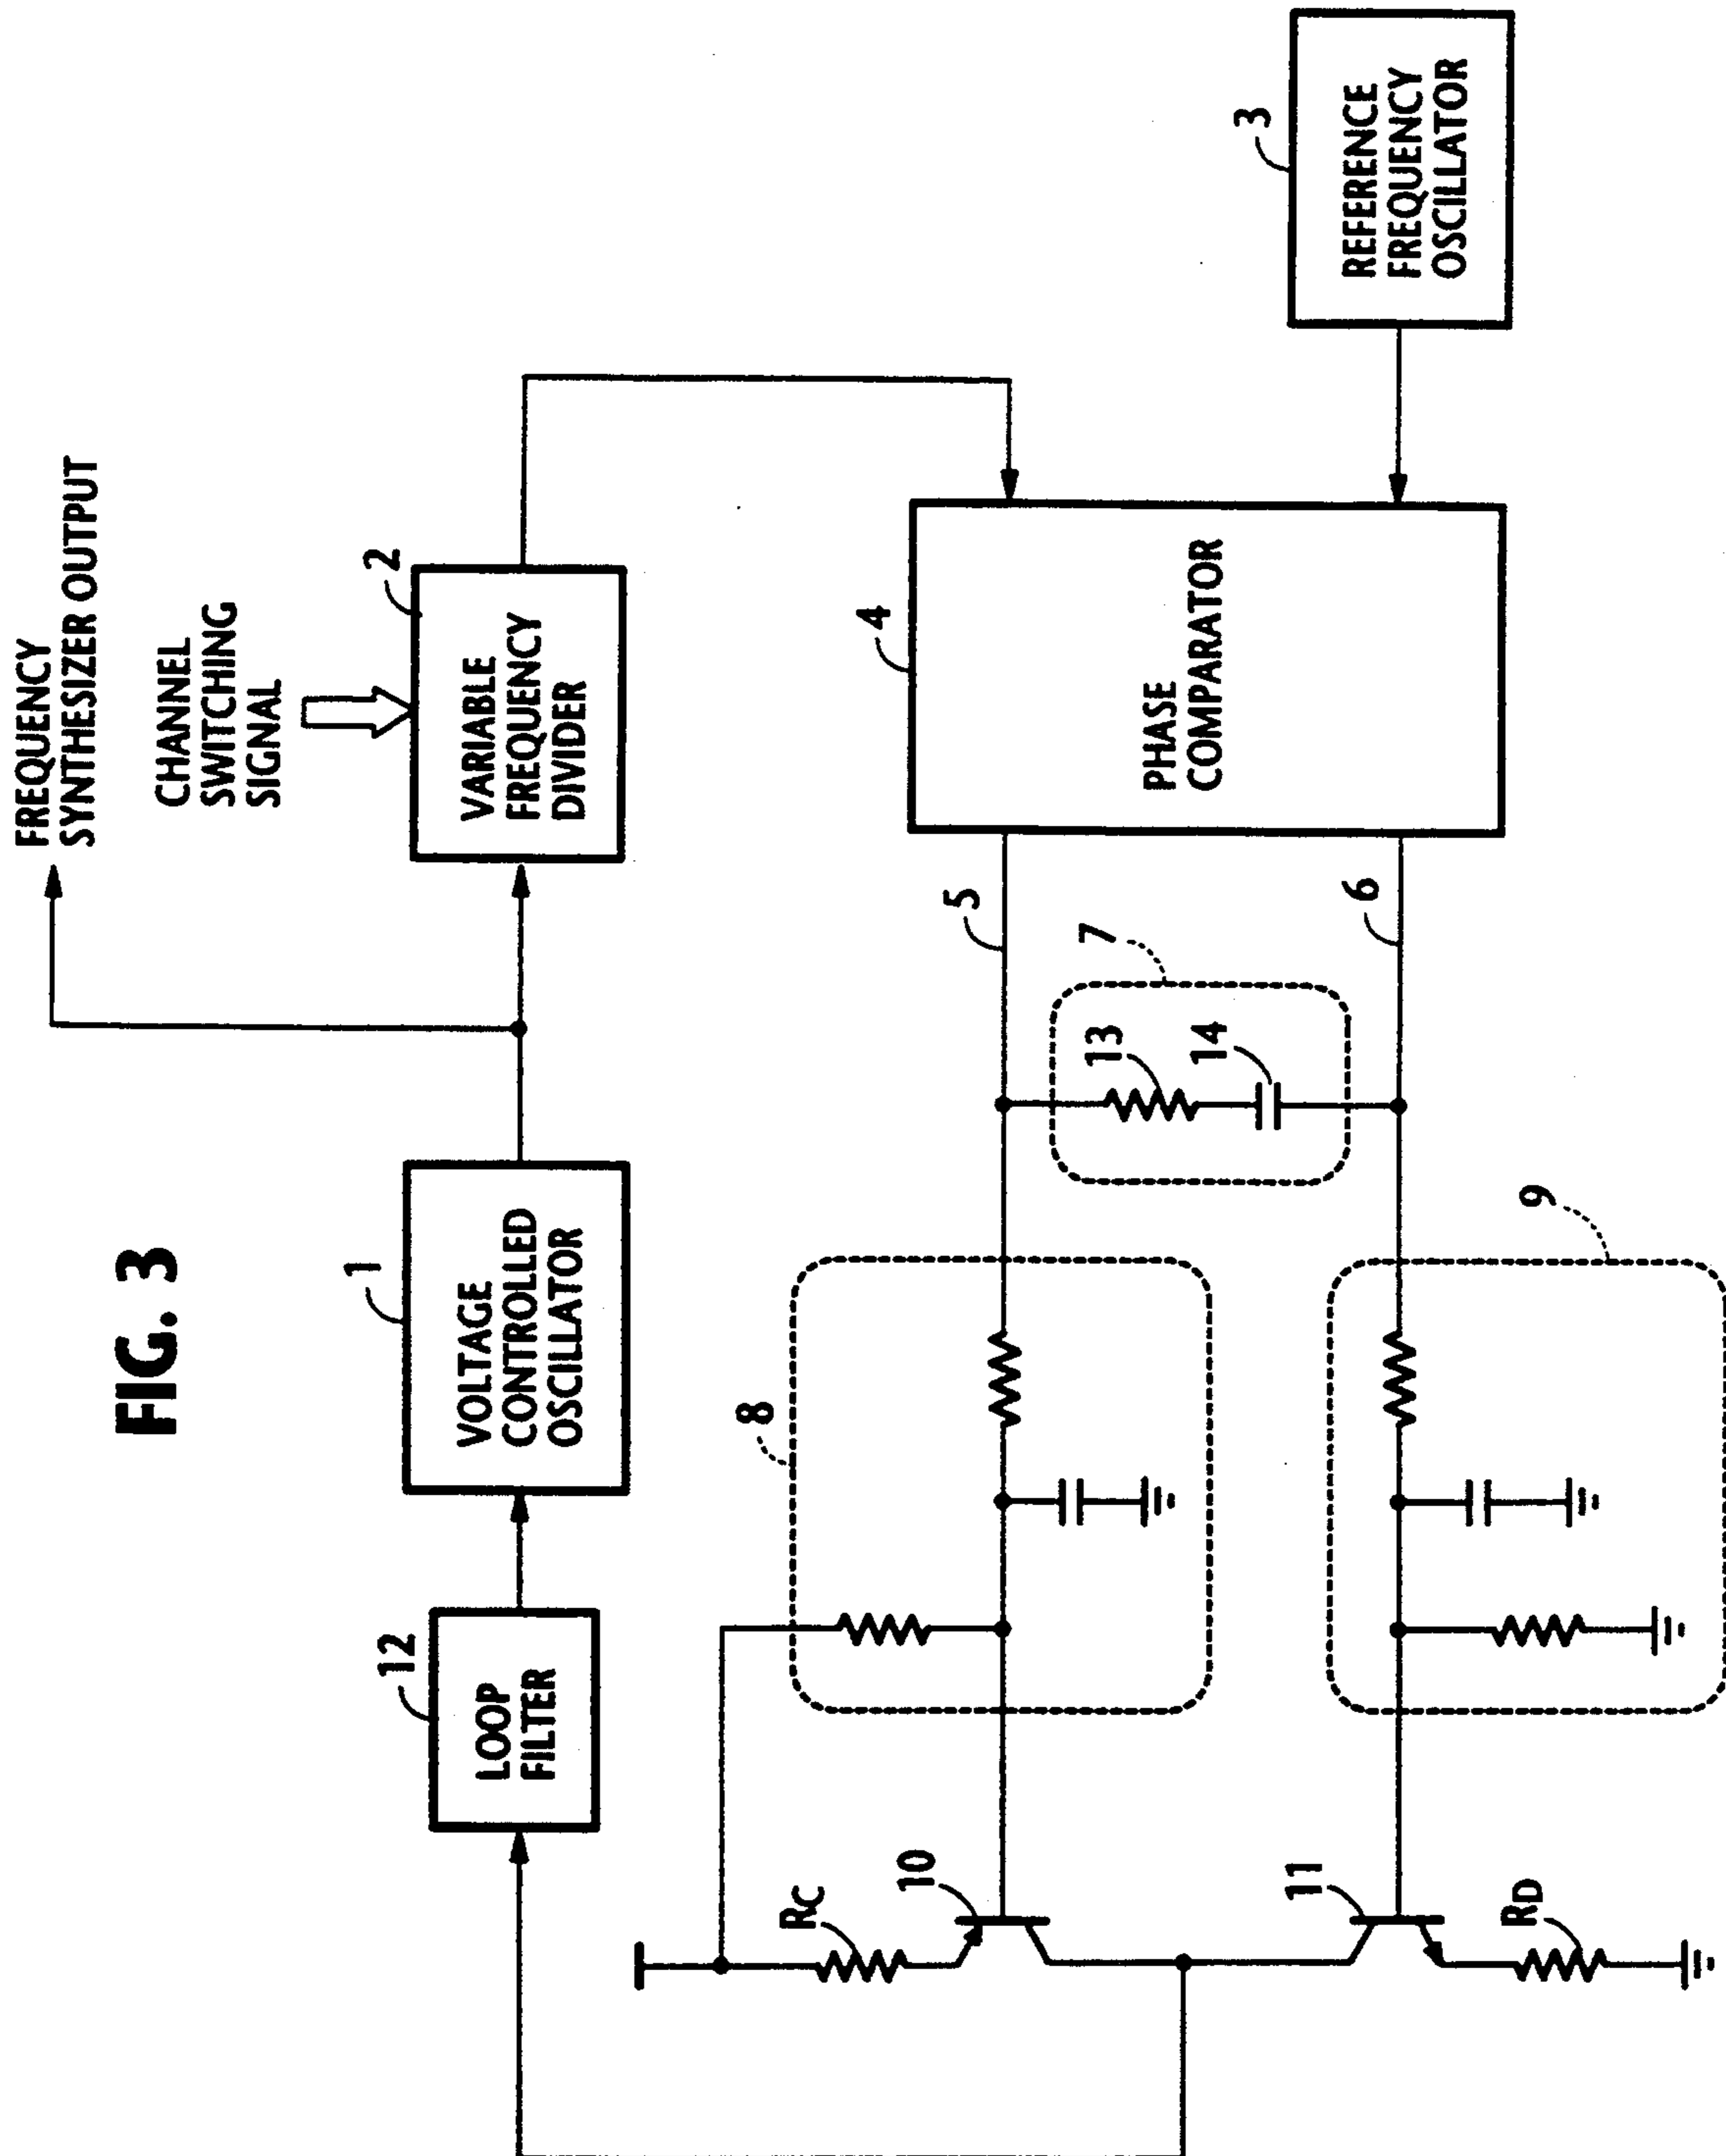 FIG. 3
FREQUENCY
SYNTHESIZER OUTPUT
CHANNEL
SWITCHING
SIGNAL
12
LOOP
FILTER
1
VOLTAGE
CONTROLLED
OSCILLATOR
2
VARIABLE
FREQUENCY
DIVIDER
3
REFERENCE
FREQUENCY
OSCILLATOR
4
PHASE
COMPARATOR
5
6
7
13
14
8
9
RC
10
11
RD